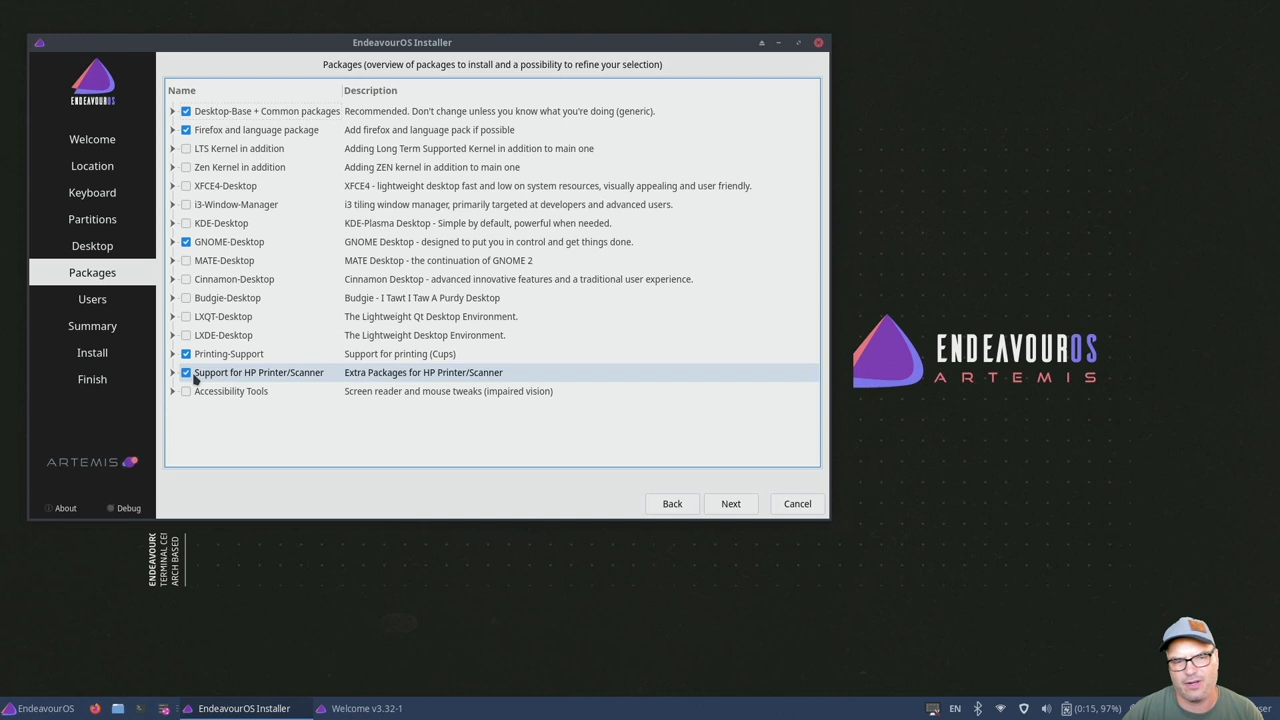 EndeavourOS Installer
ENDEAVOUROS
Welcome
Location
Keyboard
Partitions
Desktop
Packages
Users
Summary
Install
Finish
ARTEMIS
About
Debug
Packages (overview of packages to install and a possibility to refine your selection)
Name Description
Desktop-Base + Common packages Recommended. Don't change unless you know what you're doing (generic).
Firefox and language package Add firefox and language pack if possible
LTS Kernel in addition Adding Long Term Supported Kernel in addition to main one
Zen Kernel in addition Adding ZEN kernel in addition to main one
XFCE4-Desktop XFCE4 - lightweight desktop fast and low on system resources, visually appealing and user friendly.
i3-Window-Manager i3 tiling window manager, primarily targeted at developers and advanced users.
KDE-Desktop KDE-Plasma Desktop - Simple by default, powerful when needed.
GNOME-Desktop GNOME Desktop - designed to put you in control and get things done.
MATE-Desktop MATE Desktop - the continuation of GNOME 2
Cinnamon-Desktop Cinnamon Desktop - advanced innovative features and a traditional user experience.
Budgie-Desktop Budgie - I Tawt I Taw A Purdy Desktop
LXQT-Desktop The Lightweight Qt Desktop Environment.
LXDE-Desktop The Lightweight Desktop Environment.
Printing-Support Support for printing (Cups)
Support for HP Printer/Scanner Extra Packages for HP Printer/Scanner
Accessibility Tools Screen reader and mouse tweaks (impaired vision)
Back Next Cancel
ENDEAVOUROS
ARTEMIS
ENDEAVOURO
TERMINAL CE
ARCH BASED
EndeavourOS EndeavourOS Installer Welcome v3.32-1 EN (0:15, 97%)